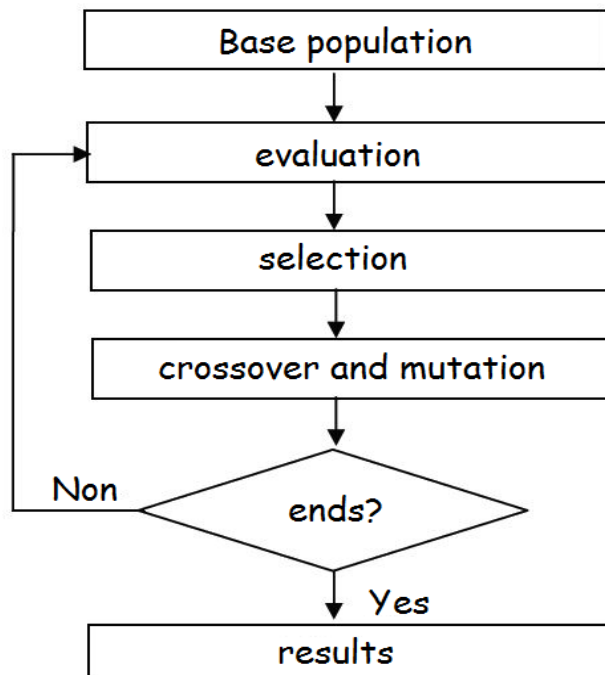 Base population
evaluation
selection
crossover and mutation
Non
ends?
Yes
results